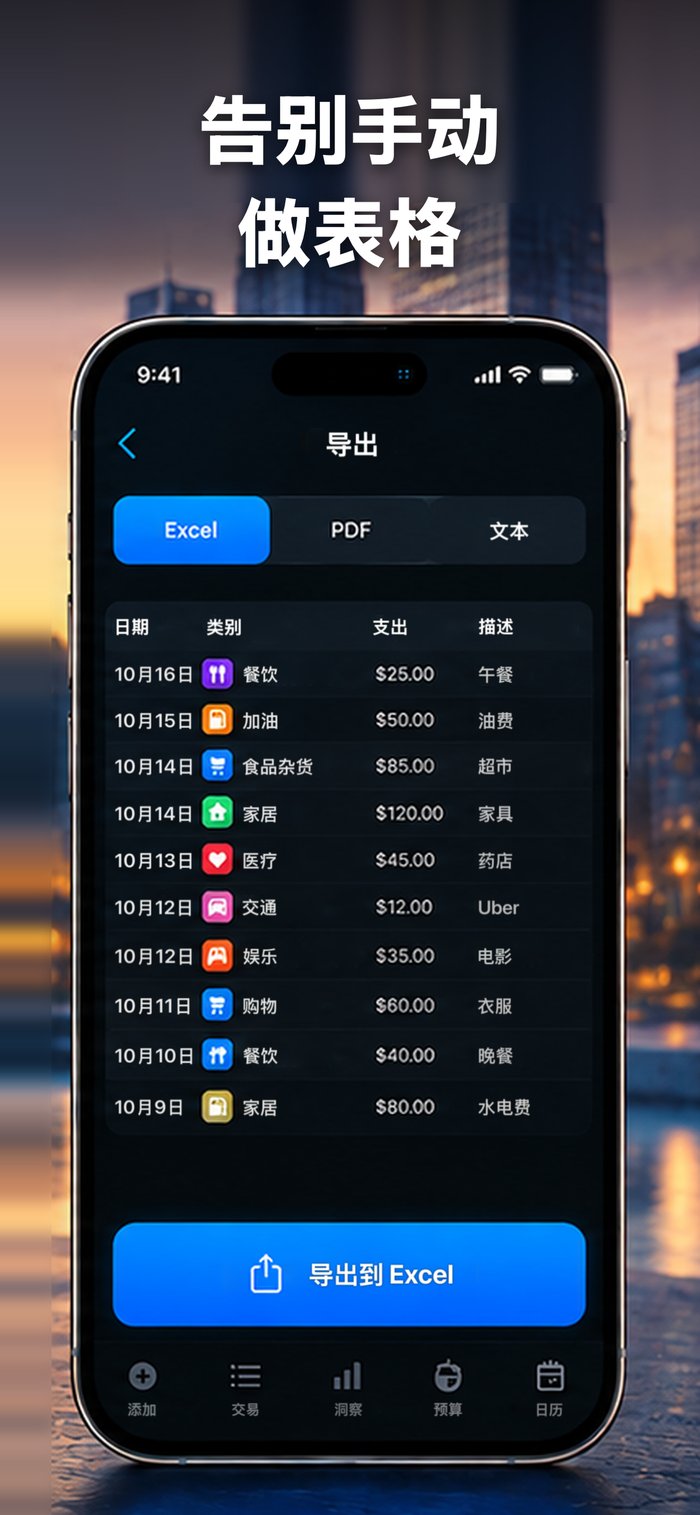 告别手动
做表格
9:41
导出
Excel PDF 文本
日期 类别 支出 描述
10月16日 餐饮 $25.00 午餐
10月15日 加油 $50.00 油费
10月14日 食品杂货 $85.00 超市
10月14日 家居 $120.00 家具
10月13日 医疗 $45.00 药店
10月12日 交通 $12.00 Uber
10月12日 娱乐 $35.00 电影
10月11日 购物 $60.00 衣服
10月10日 餐饮 $40.00 晚餐
10月9日 家居 $80.00 水电费
导出到 Excel
添加 交易 洞察 预算 日历